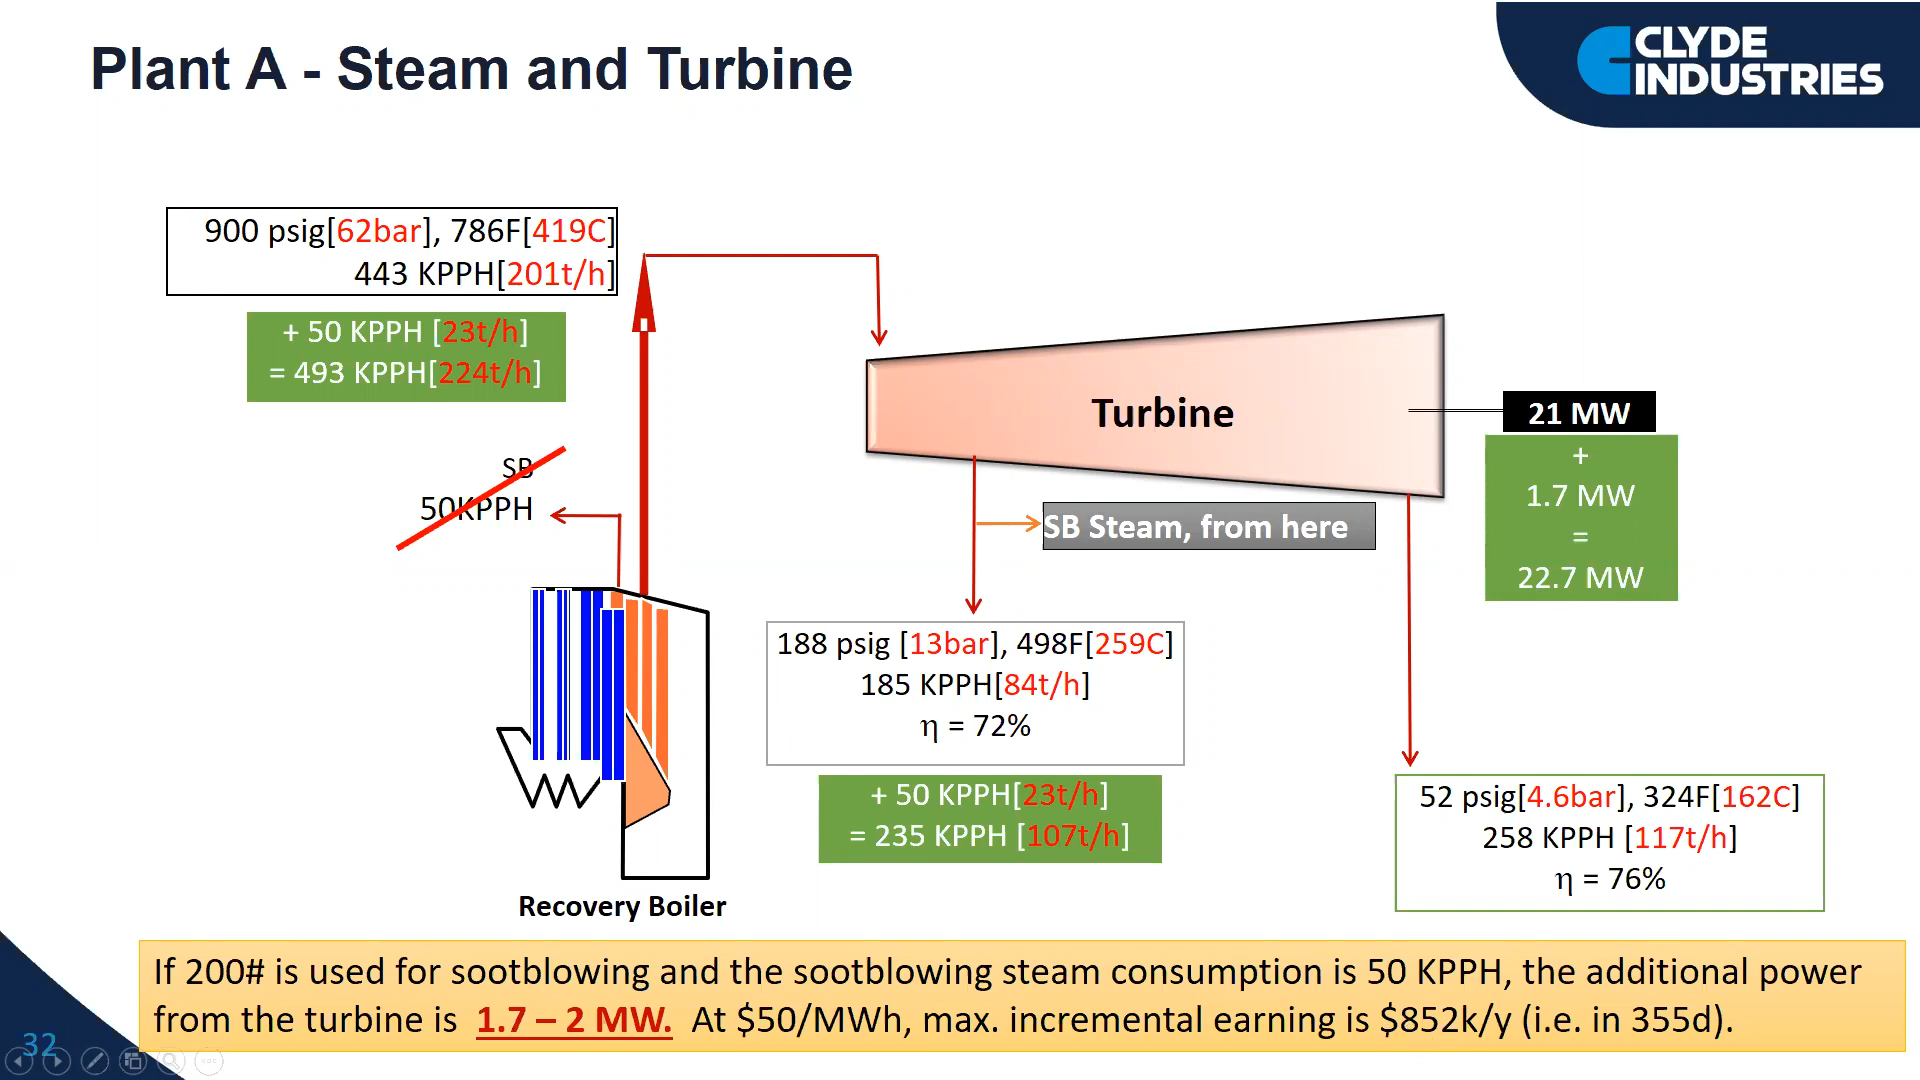 Plant A - Steam and Turbine
CLYDE
INDUSTRIES
900 psig[62bar], 786F[419C]
443 KPPH[201t/h]
+ 50 KPPH [23t/h]
= 493 KPPH[224t/h]
SB
50KPPH
Turbine
21 MW
+
1.7 MW
=
22.7 MW
SB Steam, from here
188 psig [13bar], 498F[259C]
185 KPPH[84t/h]
η = 72%
+ 50 KPPH[23t/h]
= 235 KPPH [107t/h]
52 psig[4.6bar], 324F[162C]
258 KPPH [117t/h]
η = 76%
Recovery Boiler
If 200# is used for sootblowing and the sootblowing steam consumption is 50 KPPH, the additional power
from the turbine is 1.7 – 2 MW. At $50/MWh, max. incremental earning is $852k/y (i.e. in 355d).
32